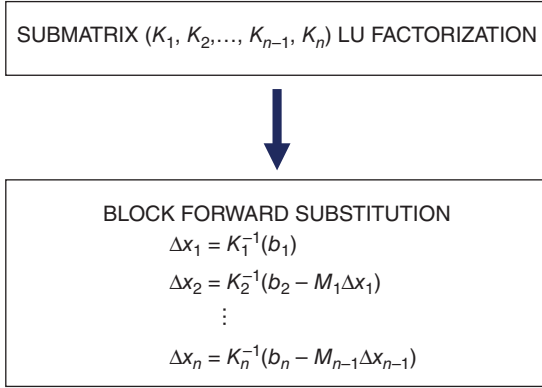 SUBMATRIX (K₁, K₂,..., Kₙ₋₁, Kₙ) LU FACTORIZATION
BLOCK FORWARD SUBSTITUTION
Δx₁ = K₁⁻¹(b₁)
Δx₂ = K₂⁻¹(b₂ – M₁Δx₁)
⋮
Δxₙ = Kₙ⁻¹(bₙ – Mₙ₋₁Δxₙ₋₁)